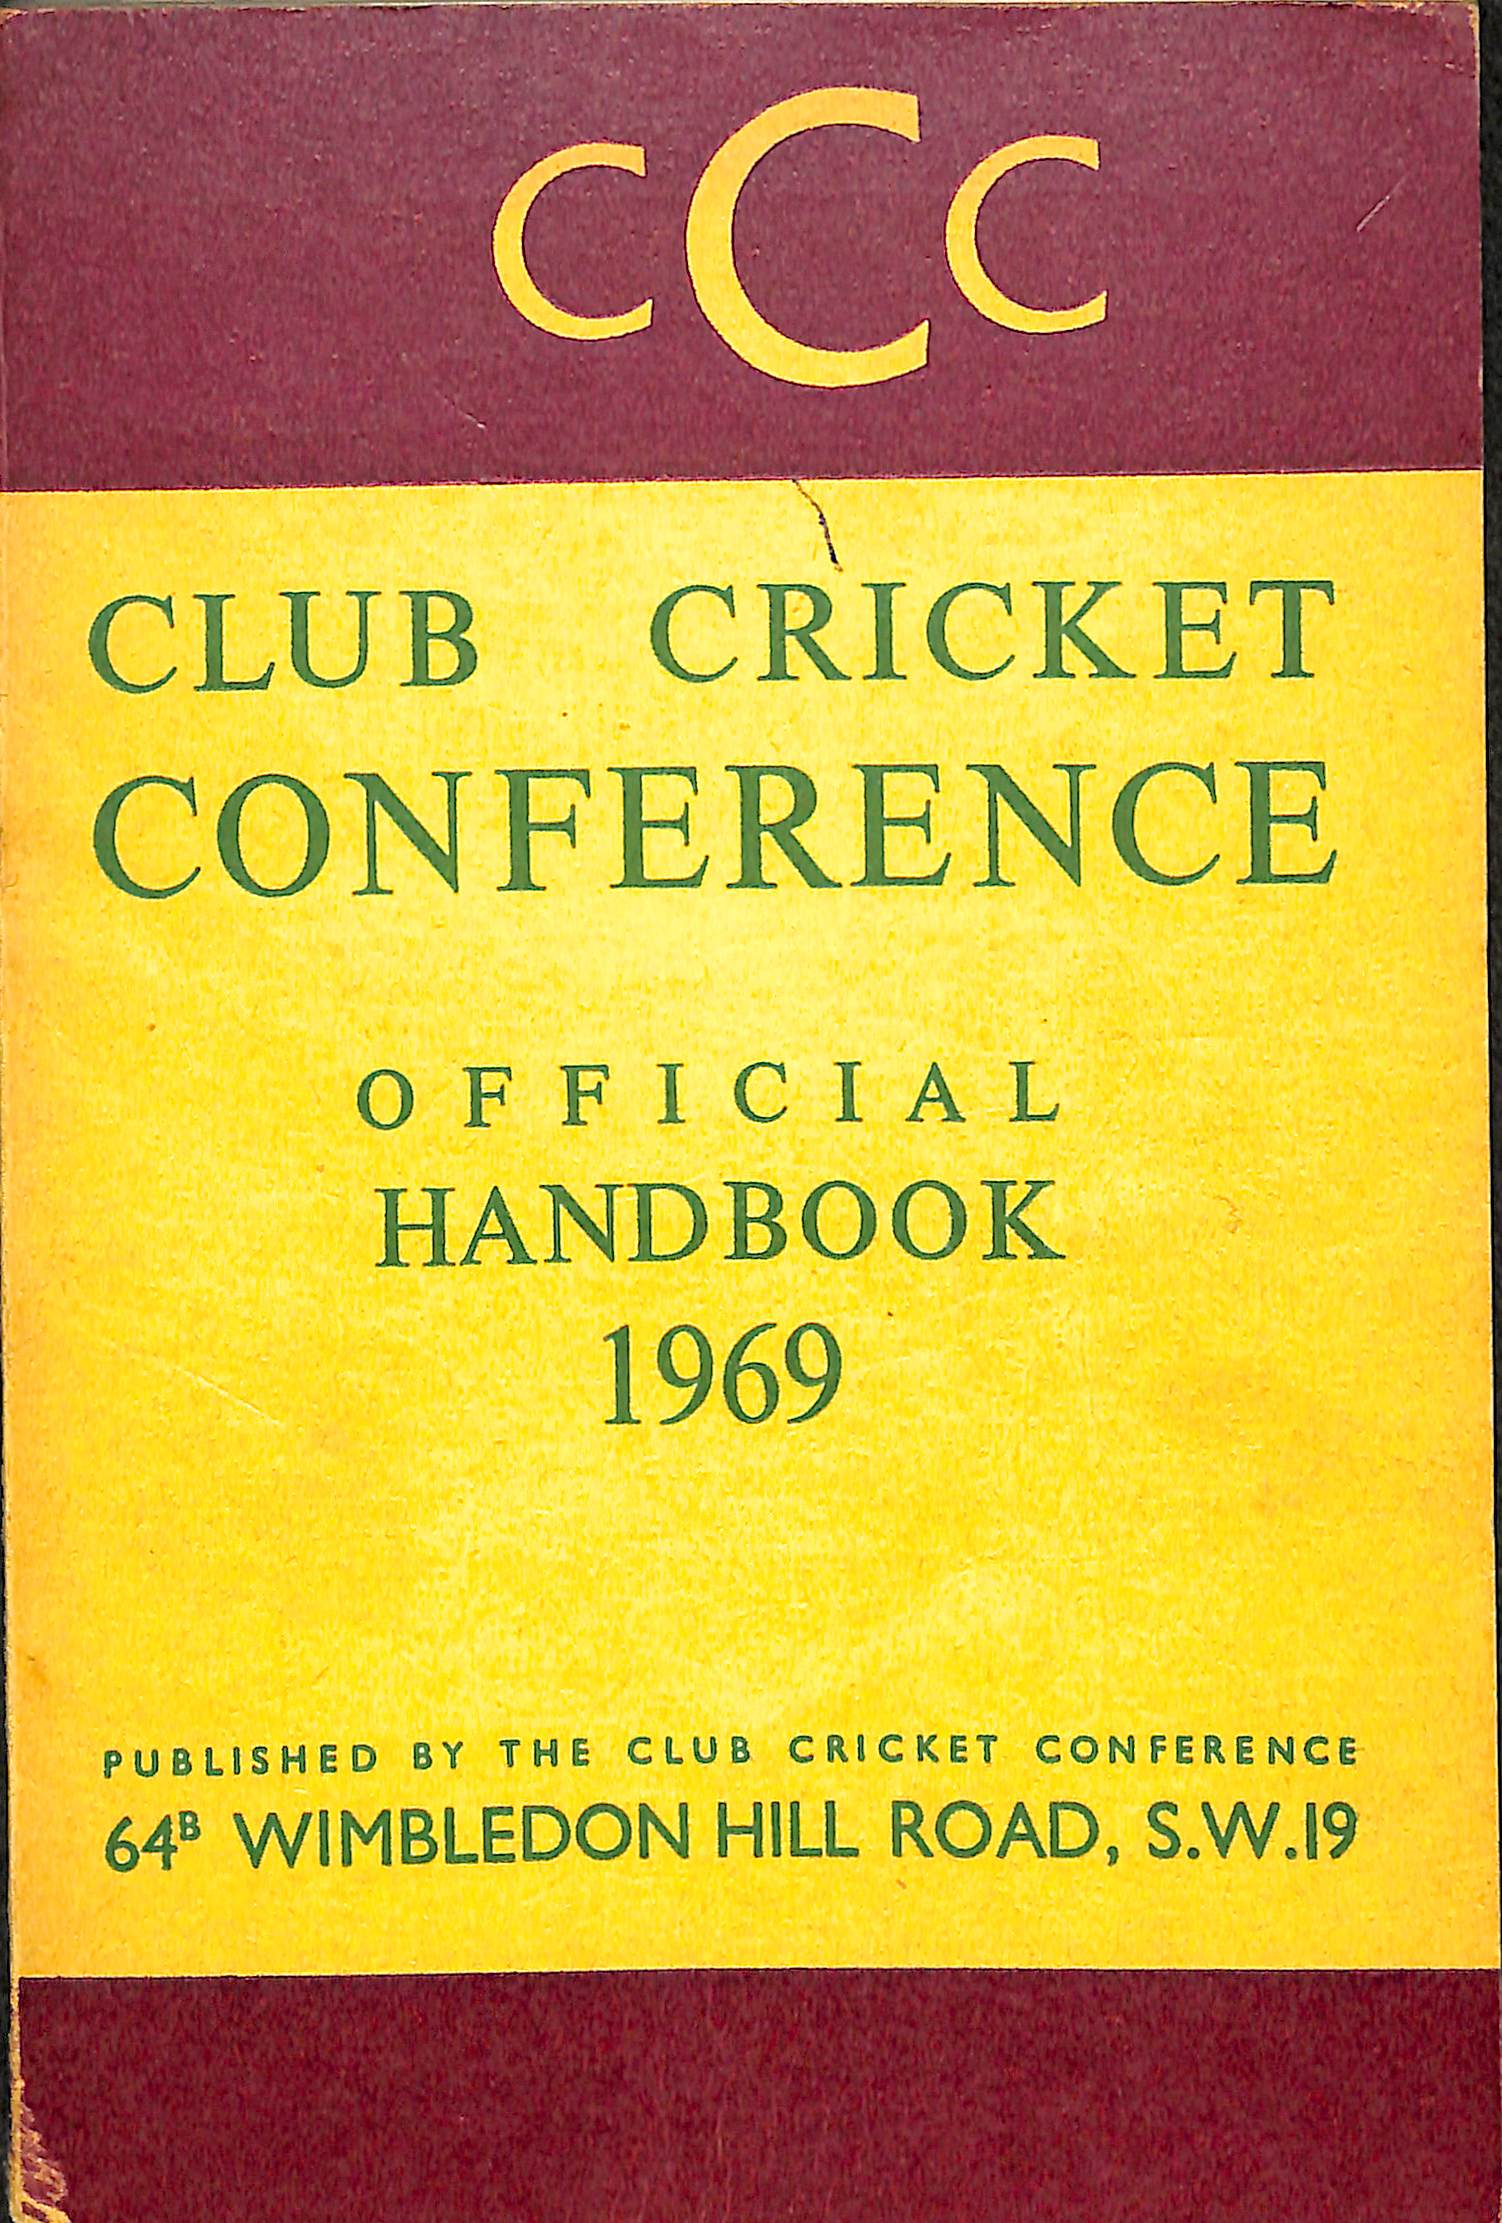 CCC
CLUB CRICKET
CONFERENCE
OFFICIAL
HANDBOOK
1969
PUBLISHED BY THE CLUB CRICKET CONFERENCE
64B WIMBLEDON HILL ROAD, S.W.19